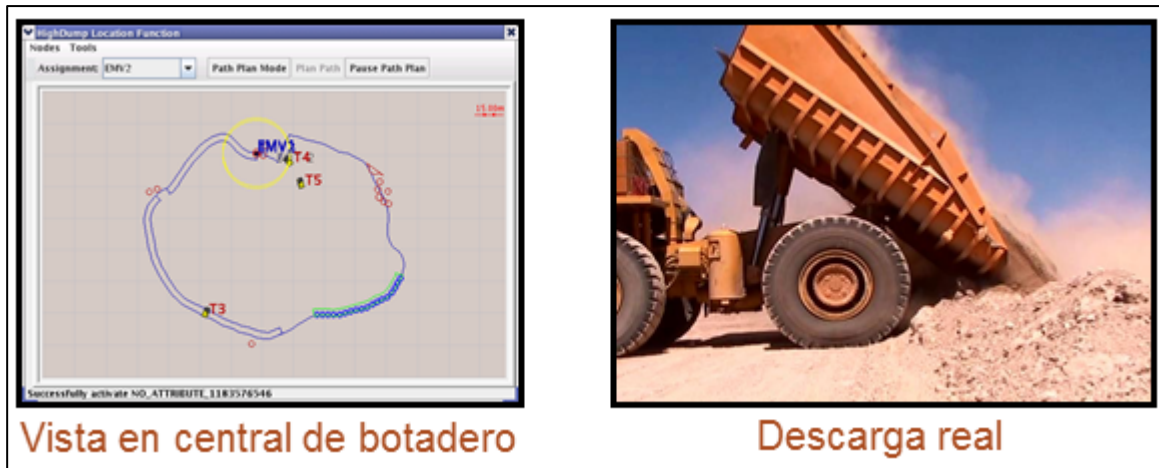 HighDump Location Function
Nodes Tools
Assignment: EMV2 Path Plan Mode Plan Path Pause Path Plan
15.00m
EMV2
T4
T5
T3
Successfully activate NO_ATTRIBUTE_1183576546
Vista en central de botadero
Descarga real